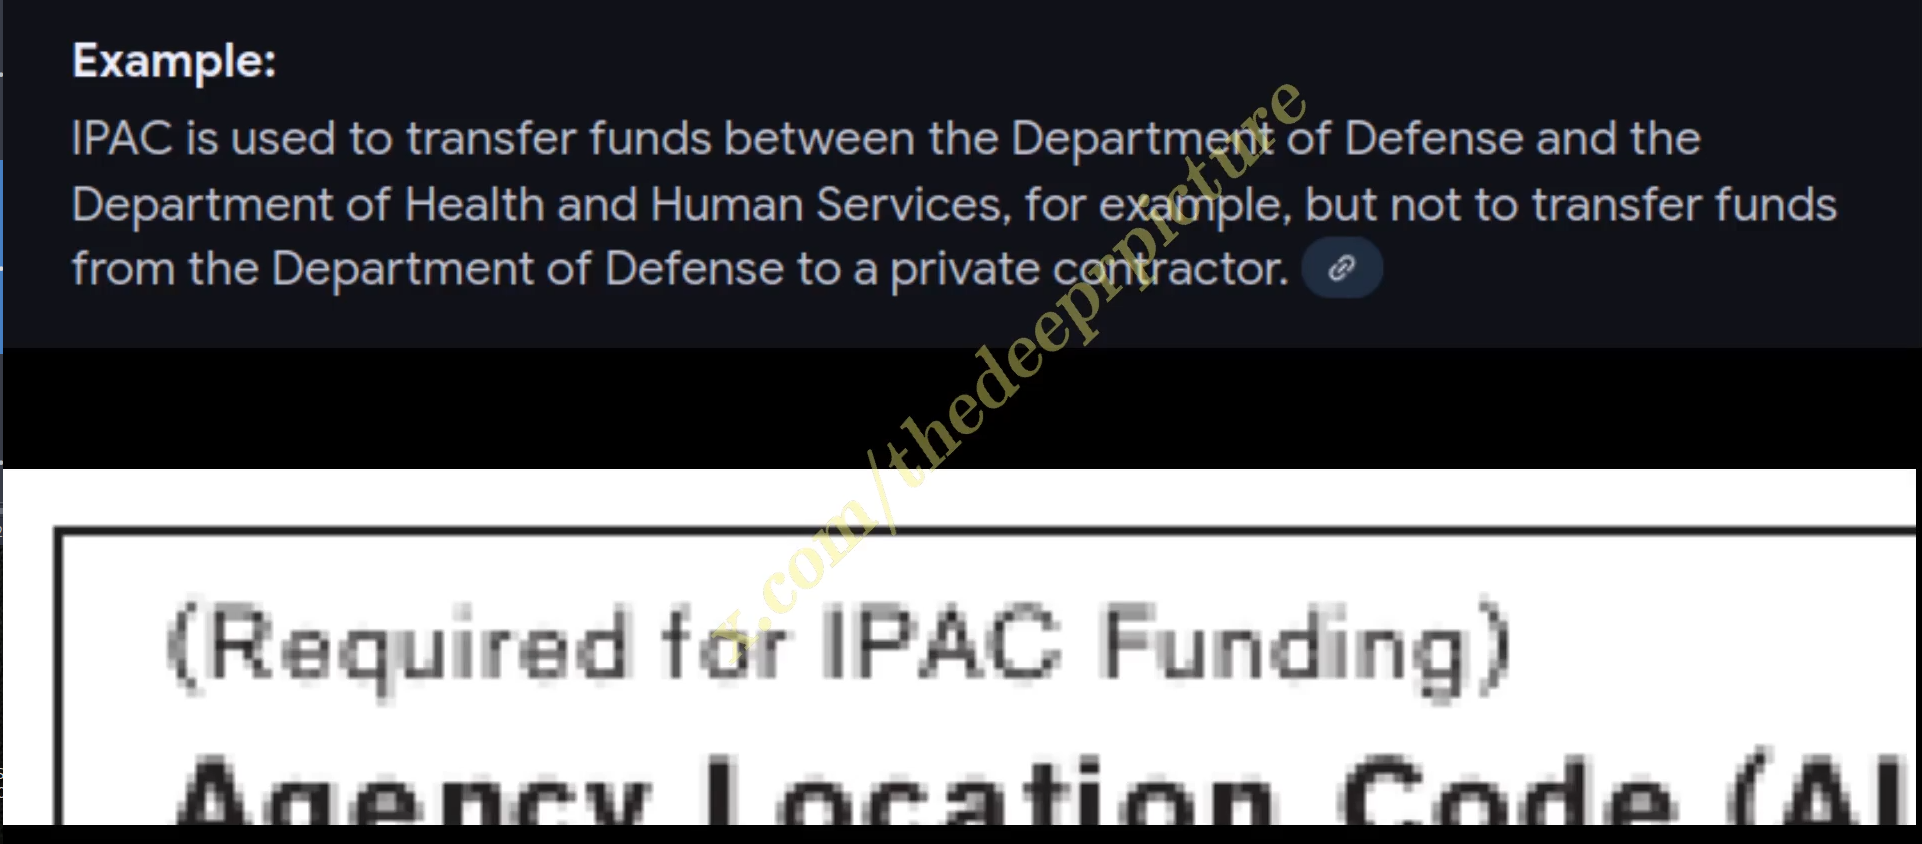 Example:
IPAC is used to transfer funds between the Department of Defense and the
Department of Health and Human Services, for example, but not to transfer funds
from the Department of Defense to a private contractor.
x.com/thedeeprpicture
(Required for IPAC Funding)
Agency Location Code (AL